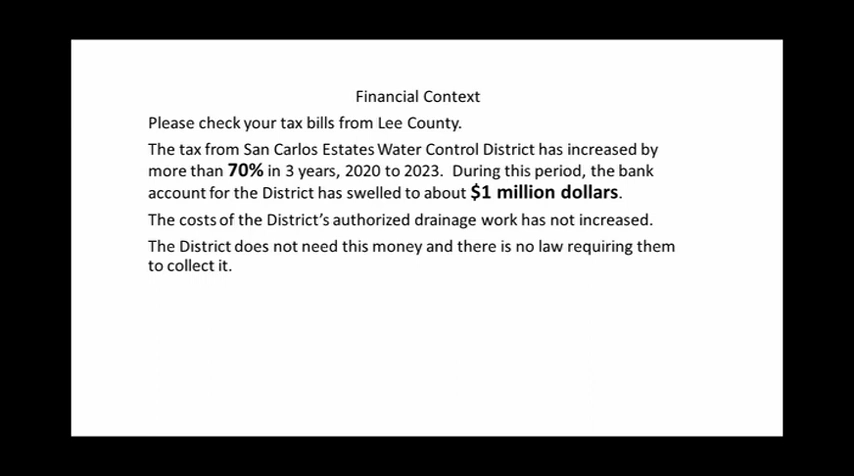 Financial Context
Please check your tax bills from Lee County.
The tax from San Carlos Estates Water Control District has increased by
more than 70% in 3 years, 2020 to 2023.  During this period, the bank
account for the District has swelled to about $1 million dollars.
The costs of the District's authorized drainage work has not increased.
The District does not need this money and there is no law requiring them
to collect it.